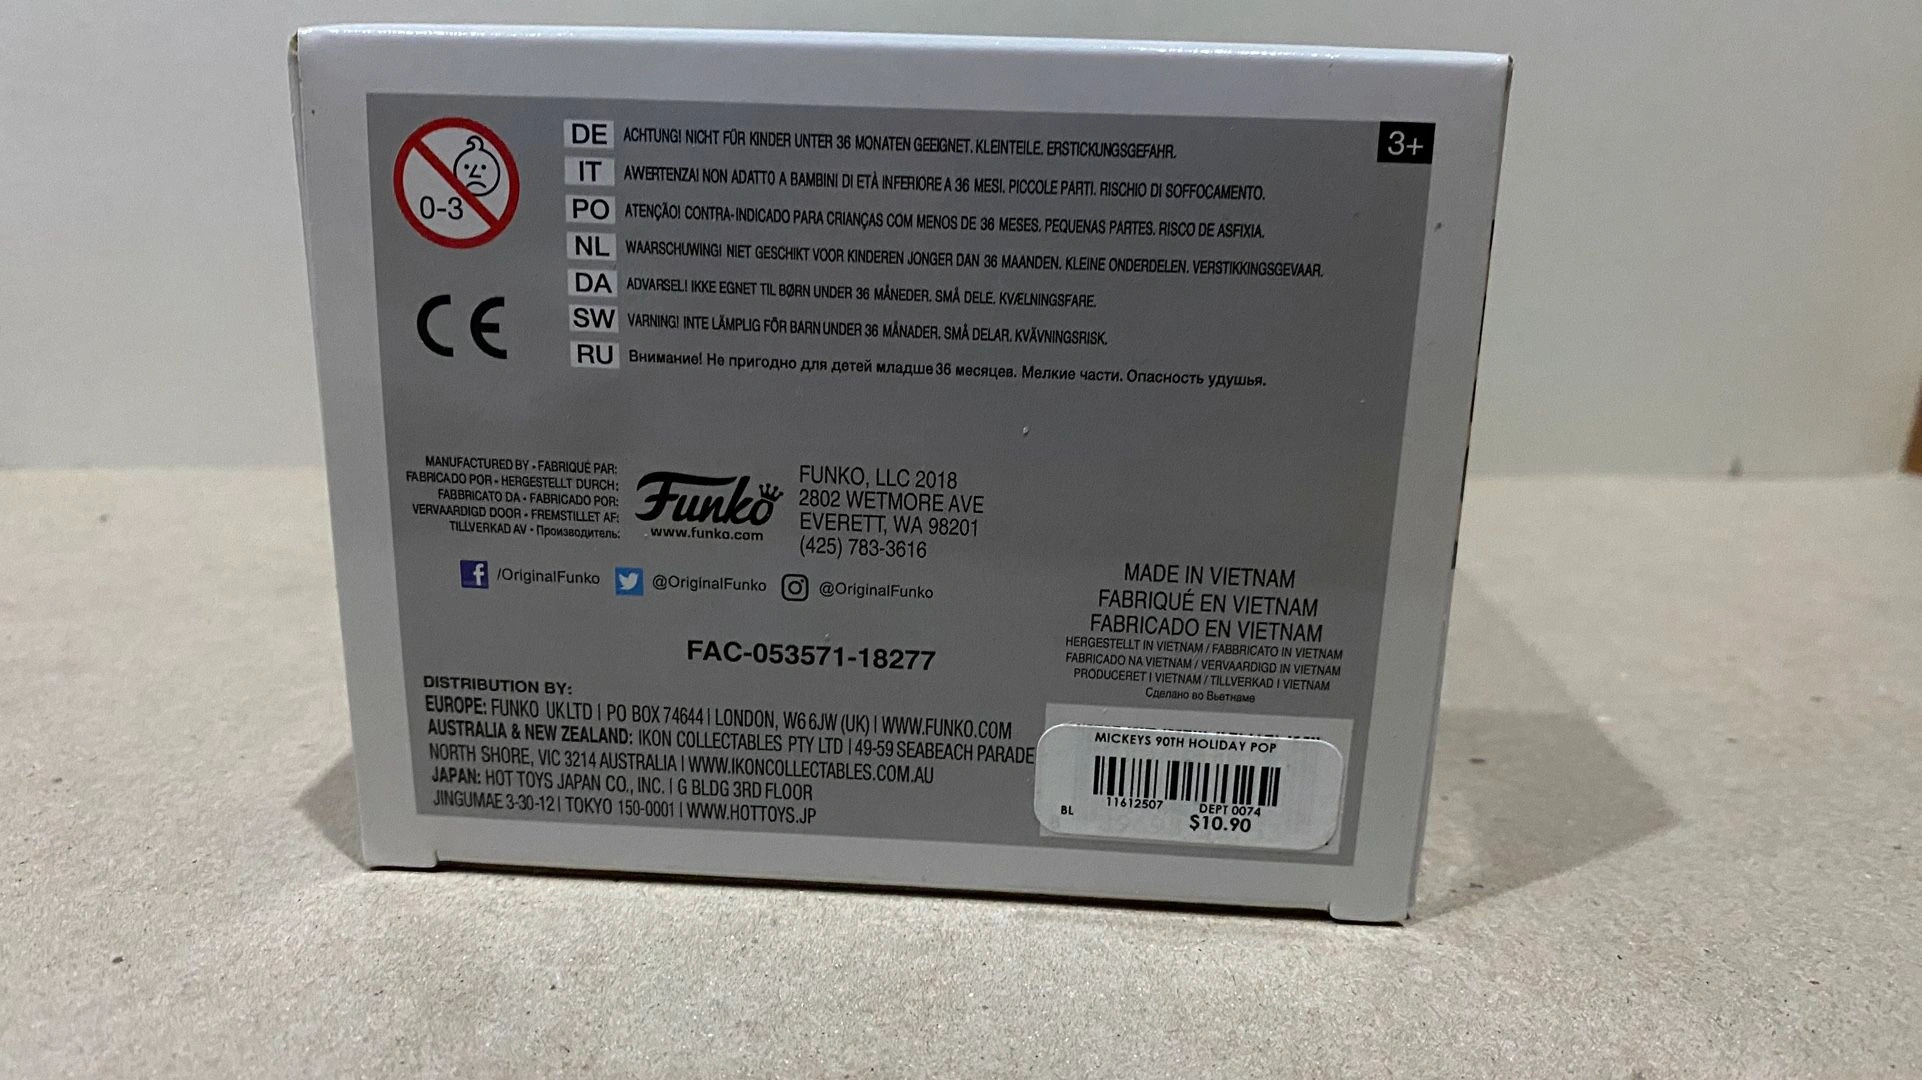 0-3
DE ACHTUNG! NICHT FÜR KINDER UNTER 36 MONATEN GEEIGNET. KLEINTEILE. ERSTICKUNGSGEFAHR.
3+
IT AWERTENZA! NON ADATTO A BAMBINI DI ETÀ INFERIORE A 36 MESI. PICCOLE PARTI. RISCHIO DI SOFFOCAMENTO.
PO ATENÇÃO! CONTRA-INDICADO PARA CRIANÇAS COM MENOS DE 36 MESES. PEQUENAS PARTES. RISCO DE ASFIXIA.
NL WAARSCHUWING! NIET GESCHIKT VOOR KINDEREN JONGER DAN 36 MAANDEN. KLEINE ONDERDELEN. VERSTIKKINGSGEVAAR.
DA ADVARSEL! IKKE EGNET TIL BØRN UNDER 36 MÅNEDER. SMÅ DELE. KVÆLNINGSFARE.
SW VARNING! INTE LÄMPLIG FÖR BARN UNDER 36 MÅNADER. SMÅ DELAR. KVÄVNINGSRISK.
RU Внимание! Не пригодно для детей младше 36 месяцев. Мелкие части. Опасность удушья.
CE
MANUFACTURED BY - FABRIQUÉ PAR:
FABRICADO POR - HERGESTELLT DURCH:
FABBRICATO DA - FABRICADO POR:
VERVAARDIGD DOOR - FREMSTILLET AF:
TILLVERKAD AV - Производитель:
Funko
www.funko.com
FUNKO, LLC 2018
2802 WETMORE AVE
EVERETT, WA 98201
(425) 783-3616
/OriginalFunko @OriginalFunko @OriginalFunko
MADE IN VIETNAM
FABRIQUÉ EN VIETNAM
FABRICADO EN VIETNAM
HERGESTELLT IN VIETNAM / FABBRICATO IN VIETNAM
FABRICADO NA VIETNAM / VERVAARDIGD IN VIETNAM
PRODUCERET I VIETNAM / TILLVERKAD I VIETNAM
Сделано во Вьетнаме
FAC-053571-18277
DISTRIBUTION BY:
EUROPE: FUNKO UK LTD | PO BOX 74644 | LONDON, W6 6JW (UK) | WWW.FUNKO.COM
AUSTRALIA & NEW ZEALAND: IKON COLLECTABLES PTY LTD | 49-59 SEABEACH PARADE
NORTH SHORE, VIC 3214 AUSTRALIA | WWW.IKONCOLLECTABLES.COM.AU
JAPAN: HOT TOYS JAPAN CO., INC. | G BLDG 3RD FLOOR
JINGUMAE 3-30-12 | TOKYO 150-0001 | WWW.HOTTOYS.JP
MICKEYS 90TH HOLIDAY POP
11612507 DEPT 0074
BL $10.90